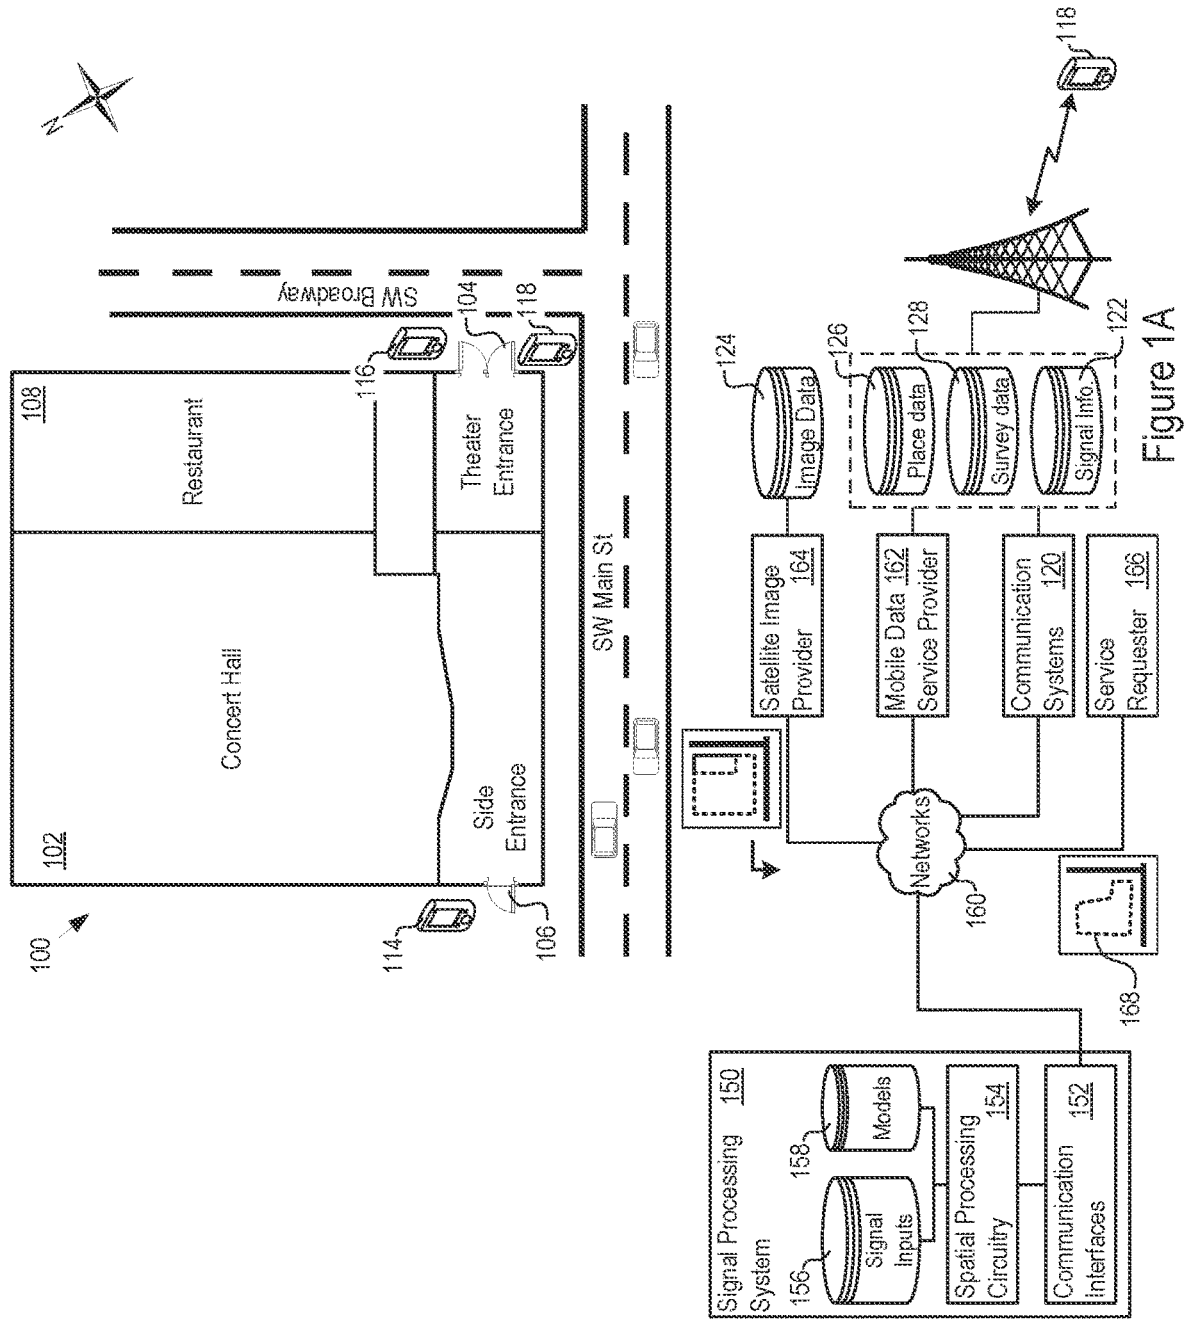 100
N
102
Concert Hall
108
Restaurant
116
114
Side
Entrance
106
Theater
Entrance
104
118
SW Broadway
SW Main St
Signal Processing
System
150
156
Signal
Inputs
158
Models
Spatial Processing
Circuitry
154
Communication
Interfaces
152
168
Networks
160
Satellite Image
Provider 164
Mobile Data 162
Service Provider
Communication
Systems 120
Service
Requester 166
Image Data
124
Place data
126
Survey data
128
Signal Info.
122
118
Figure 1A